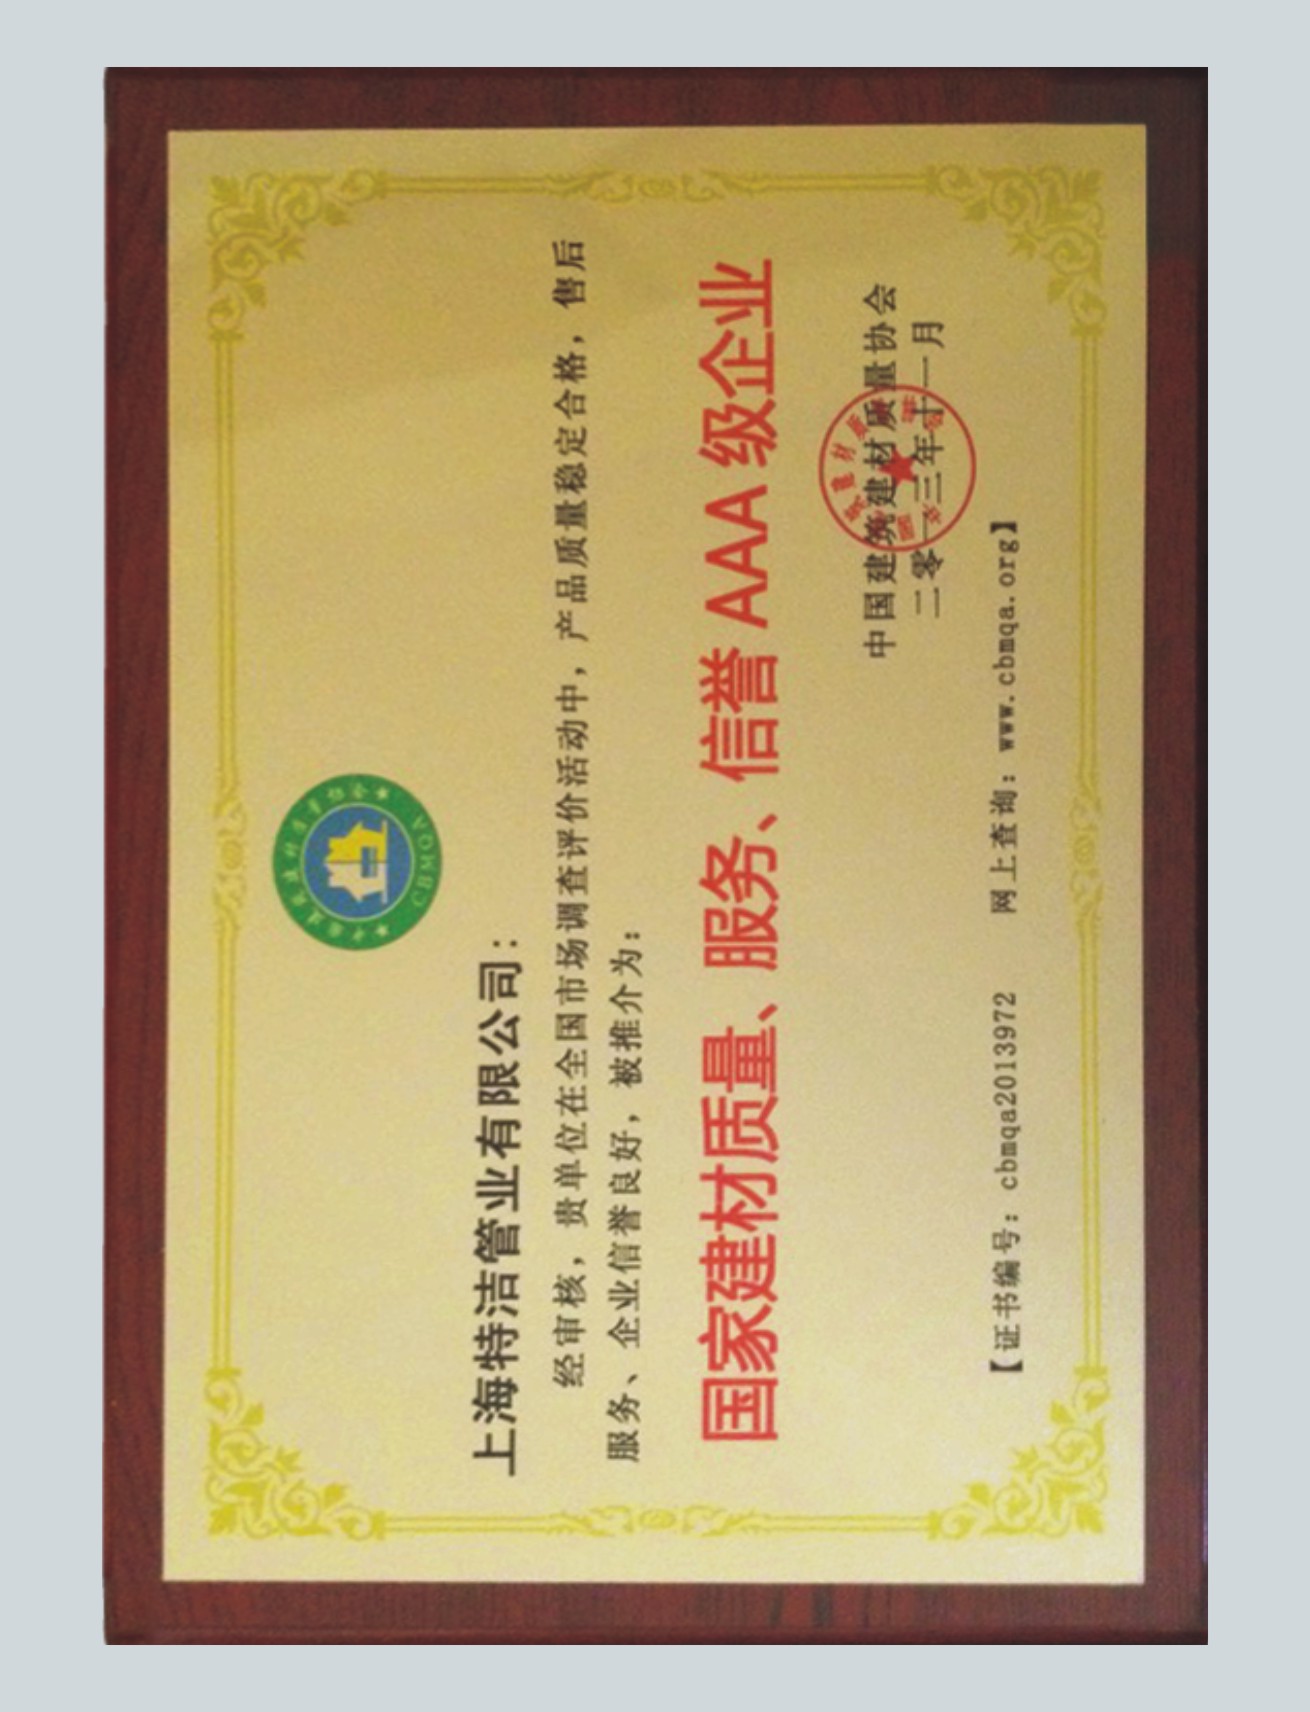 CBMQA
上海特洁管业有限公司：
经审核，贵单位在全国市场调查评价活动中，产品质量稳定合格，售后
服务、企业信誉良好，被推介为：
国家建材质量、服务、信誉 AAA 级企业
中国建筑建材质量协会
二零一三年十一月
【证书编号：cbmqa2013972 网上查询：www.cbmqa.org】